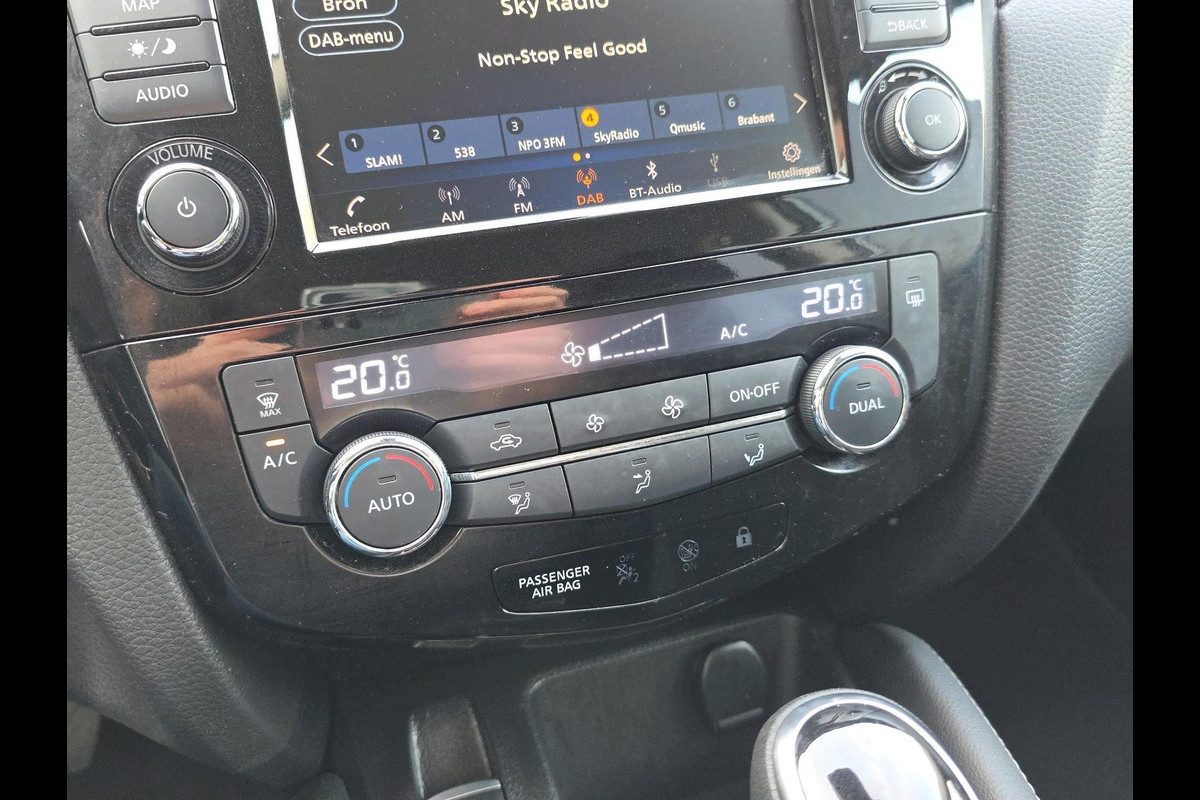 MAP
AUDIO
VOLUME
Bron
DAB-menu
Sky Radio
Non-Stop Feel Good
1 SLAM!
2 538
3 NPO 3FM
4 SkyRadio
5 Qmusic
6 Brabant
Telefoon
AM
FM
DAB
BT-Audio
USB
Instellingen
BACK
OK
20.0 °C
A/C
20.0 °C
MAX
A/C
AUTO
ON·OFF
DUAL
PASSENGER
AIR BAG
OFF
2
ON